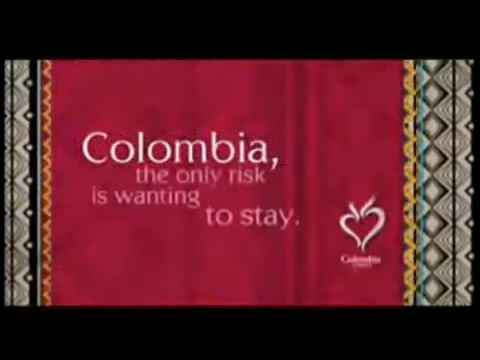 Colombia,
the only risk
is wanting
to stay.
Colombia